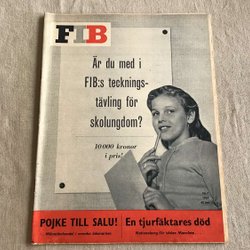 FIB
Är du med i
FIB:s tecknings-
tävling för
skolungdom?
10 000 kronor
i pris!
POJKE TILL SALU!
En tjurfäktares död